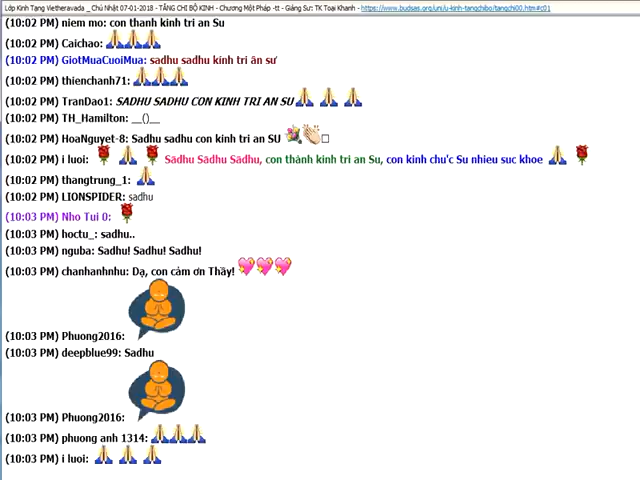 Lớp Kinh Tạng Vietheravada _ Chủ Nhật 07-01-2018 - TĂNG CHI BỘ KINH - Chương Một Pháp -tt - Giảng Sư: TK Toại Khanh - https://www.budsas.org/uni/u-kinh-tangchibo/tangchi00.htm#c01
(10:02 PM) niem mo: con thanh kinh tri an Su
(10:02 PM) Caichao: 🙏🙏🙏
(10:02 PM) GiotMuaCuoiMua: sadhu sadhu kính tri ân sư
(10:02 PM) thienchanh71: 🙏🙏🙏
(10:02 PM) TranDao1: SADHU SADHU CON KINH TRI AN SU 🙏 🙏 🙏
(10:02 PM) TH_Hamilton: __()__
(10:02 PM) HoaNguyet-8: Sadhu sadhu con kính tri an SU 💐👏
(10:02 PM) i luoi: 🌹 🙏 🌹 Sādhu Sādhu Sādhu, con thành kinh tri an Su, con kinh chu'c Su nhieu suc khoe 🙏 🌹
(10:02 PM) thangtrung_1: 🙏
(10:02 PM) LIONSPIDER: sadhu
(10:03 PM) Nho Tui 0: 🌹
(10:03 PM) hoctu_: sadhu..
(10:03 PM) nguba: Sadhu! Sadhu! Sadhu!
(10:03 PM) chanhanhnhu: Dạ, con cảm ơn Thầy! 💖💖💖
(10:03 PM) Phuong2016:
(10:03 PM) deepblue99: Sadhu
(10:03 PM) Phuong2016:
(10:03 PM) phuong anh 1314: 🙏🙏🙏
(10:03 PM) i luoi: 🙏 🙏 🙏